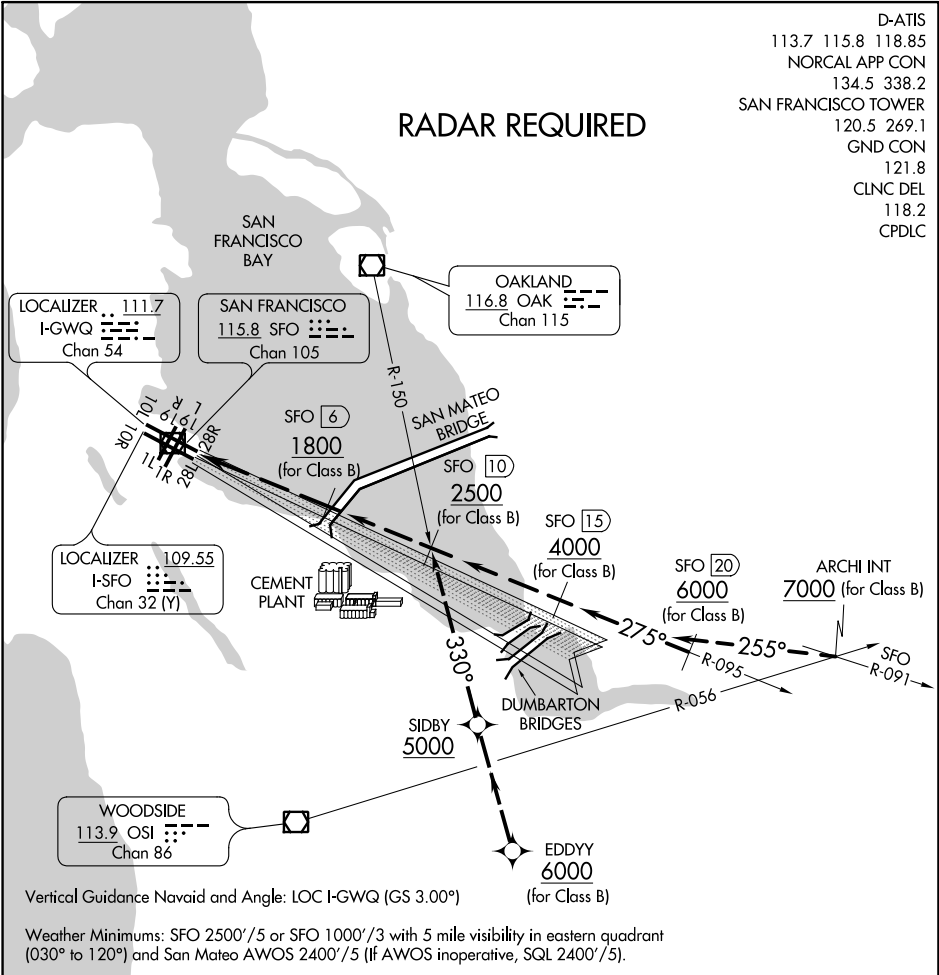 D-ATIS
113.7 115.8 118.85
NORCAL APP CON
134.5 338.2
SAN FRANCISCO TOWER
120.5 269.1
GND CON
121.8
CLNC DEL
118.2
CPDLC
RADAR REQUIRED
SAN
FRANCISCO
BAY
OAKLAND
116.8 OAK
Chan 115
LOCALIZER 111.7
I-GWQ
Chan 54
SAN FRANCISCO
115.8 SFO
Chan 105
R-150
10L
10R
19L
19R
28R
28L
1L
1R
SFO 6
1800
(for Class B)
SAN MATEO
BRIDGE
SFO 10
2500
(for Class B)
SFO 15
4000
(for Class B)
SFO 20
6000
(for Class B)
ARCHI INT
7000 (for Class B)
LOCALIZER 109.55
I-SFO
Chan 32 (Y)
CEMENT
PLANT
330°
275°
255°
R-095
SFO
R-091
R-056
DUMBARTON
BRIDGES
SIDBY
5000
WOODSIDE
113.9 OSI
Chan 86
EDDYY
6000
(for Class B)
Vertical Guidance Navaid and Angle: LOC I-GWQ (GS 3.00°)
Weather Minimums: SFO 2500'/5 or SFO 1000'/3 with 5 mile visibility in eastern quadrant
(030° to 120°) and San Mateo AWOS 2400'/5 (If AWOS inoperative, SQL 2400'/5).